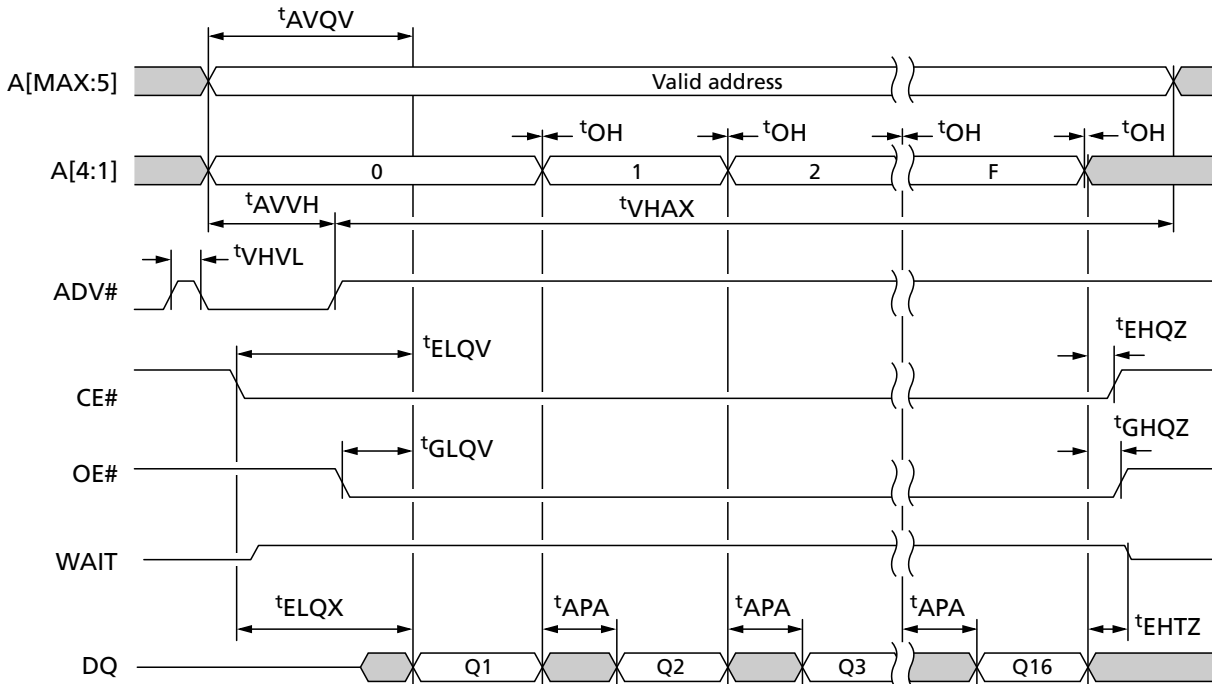 tAVQV
A[MAX:5]
Valid address
tOH
tOH
tOH
tOH
A[4:1]
0
1
2
F
tAVVH
tVHAX
tVHVL
ADV#
tELQV
tEHQZ
CE#
tGLQV
tGHQZ
OE#
WAIT
tELQX
tAPA
tAPA
tAPA
tEHTZ
DQ
Q1
Q2
Q3
Q16